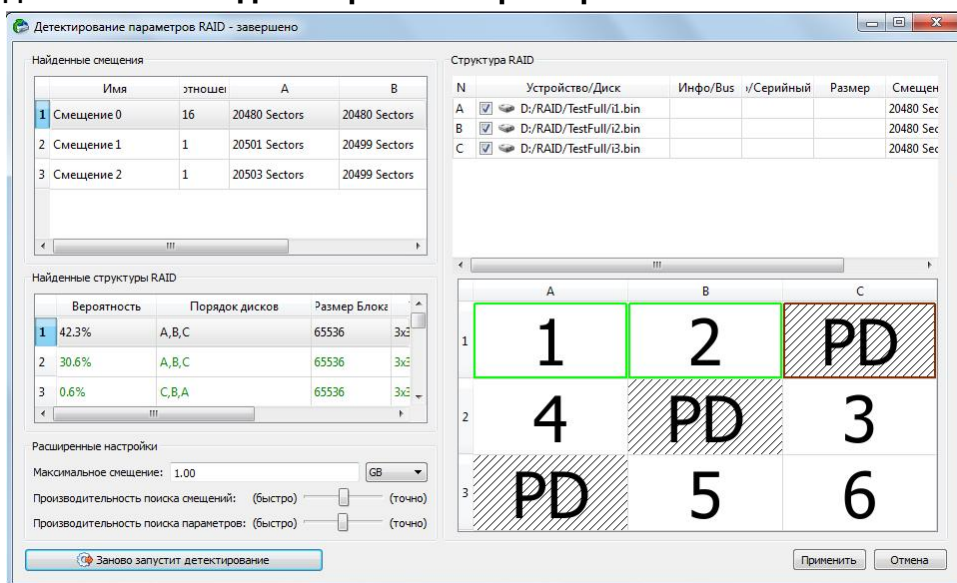 Детектирование параметров RAID - завершено
Найденные смещения
Имя этношеı A B
1 Смещение 0 16 20480 Sectors 20480 Sectors
2 Смещение 1 1 20501 Sectors 20499 Sectors
3 Смещение 2 1 20503 Sectors 20499 Sectors
Найденные структуры RAID
Вероятность Порядок дисков Размер Блока
1 42.3% A,B,C 65536
2 30.6% A,B,C 65536
3 0.6% C,B,A 65536
Расширенные настройки
Максимальное смещение: 1.00 GB
Производительность поиска смещений: (быстро) (точно)
Производительность поиска параметров: (быстро) (точно)
Заново запустит детектирование
Структура RAID
N Устройство/Диск Инфо/Bus ı/Серийный Размер Смещен
A D:/RAID/TestFull/i1.bin 20480 Sec
B D:/RAID/TestFull/i2.bin 20480 Sec
C D:/RAID/TestFull/i3.bin 20480 Sec
A B C
1 1 2 PD
2 4 PD 3
3 PD 5 6
Применить Отмена